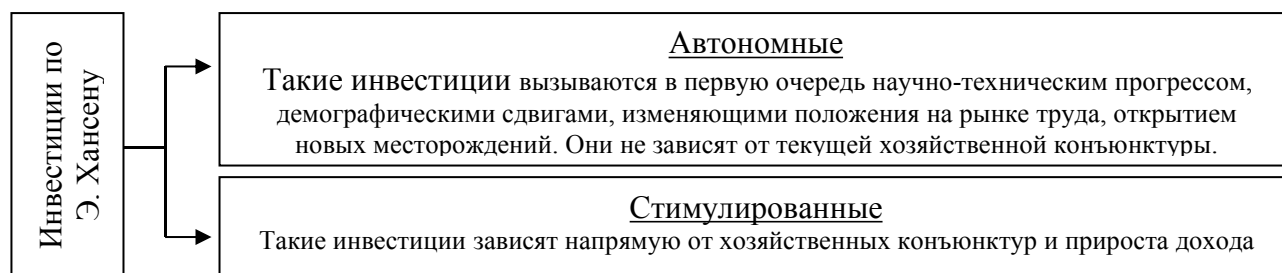 Инвестиции по
Э. Хансену
Автономные
Такие инвестиции вызываются в первую очередь научно-техническим прогрессом,
демографическими сдвигами, изменяющими положения на рынке труда, открытием
новых месторождений. Они не зависят от текущей хозяйственной конъюнктуры.
Стимулированные
Такие инвестиции зависят напрямую от хозяйственных конъюнктур и прироста дохода